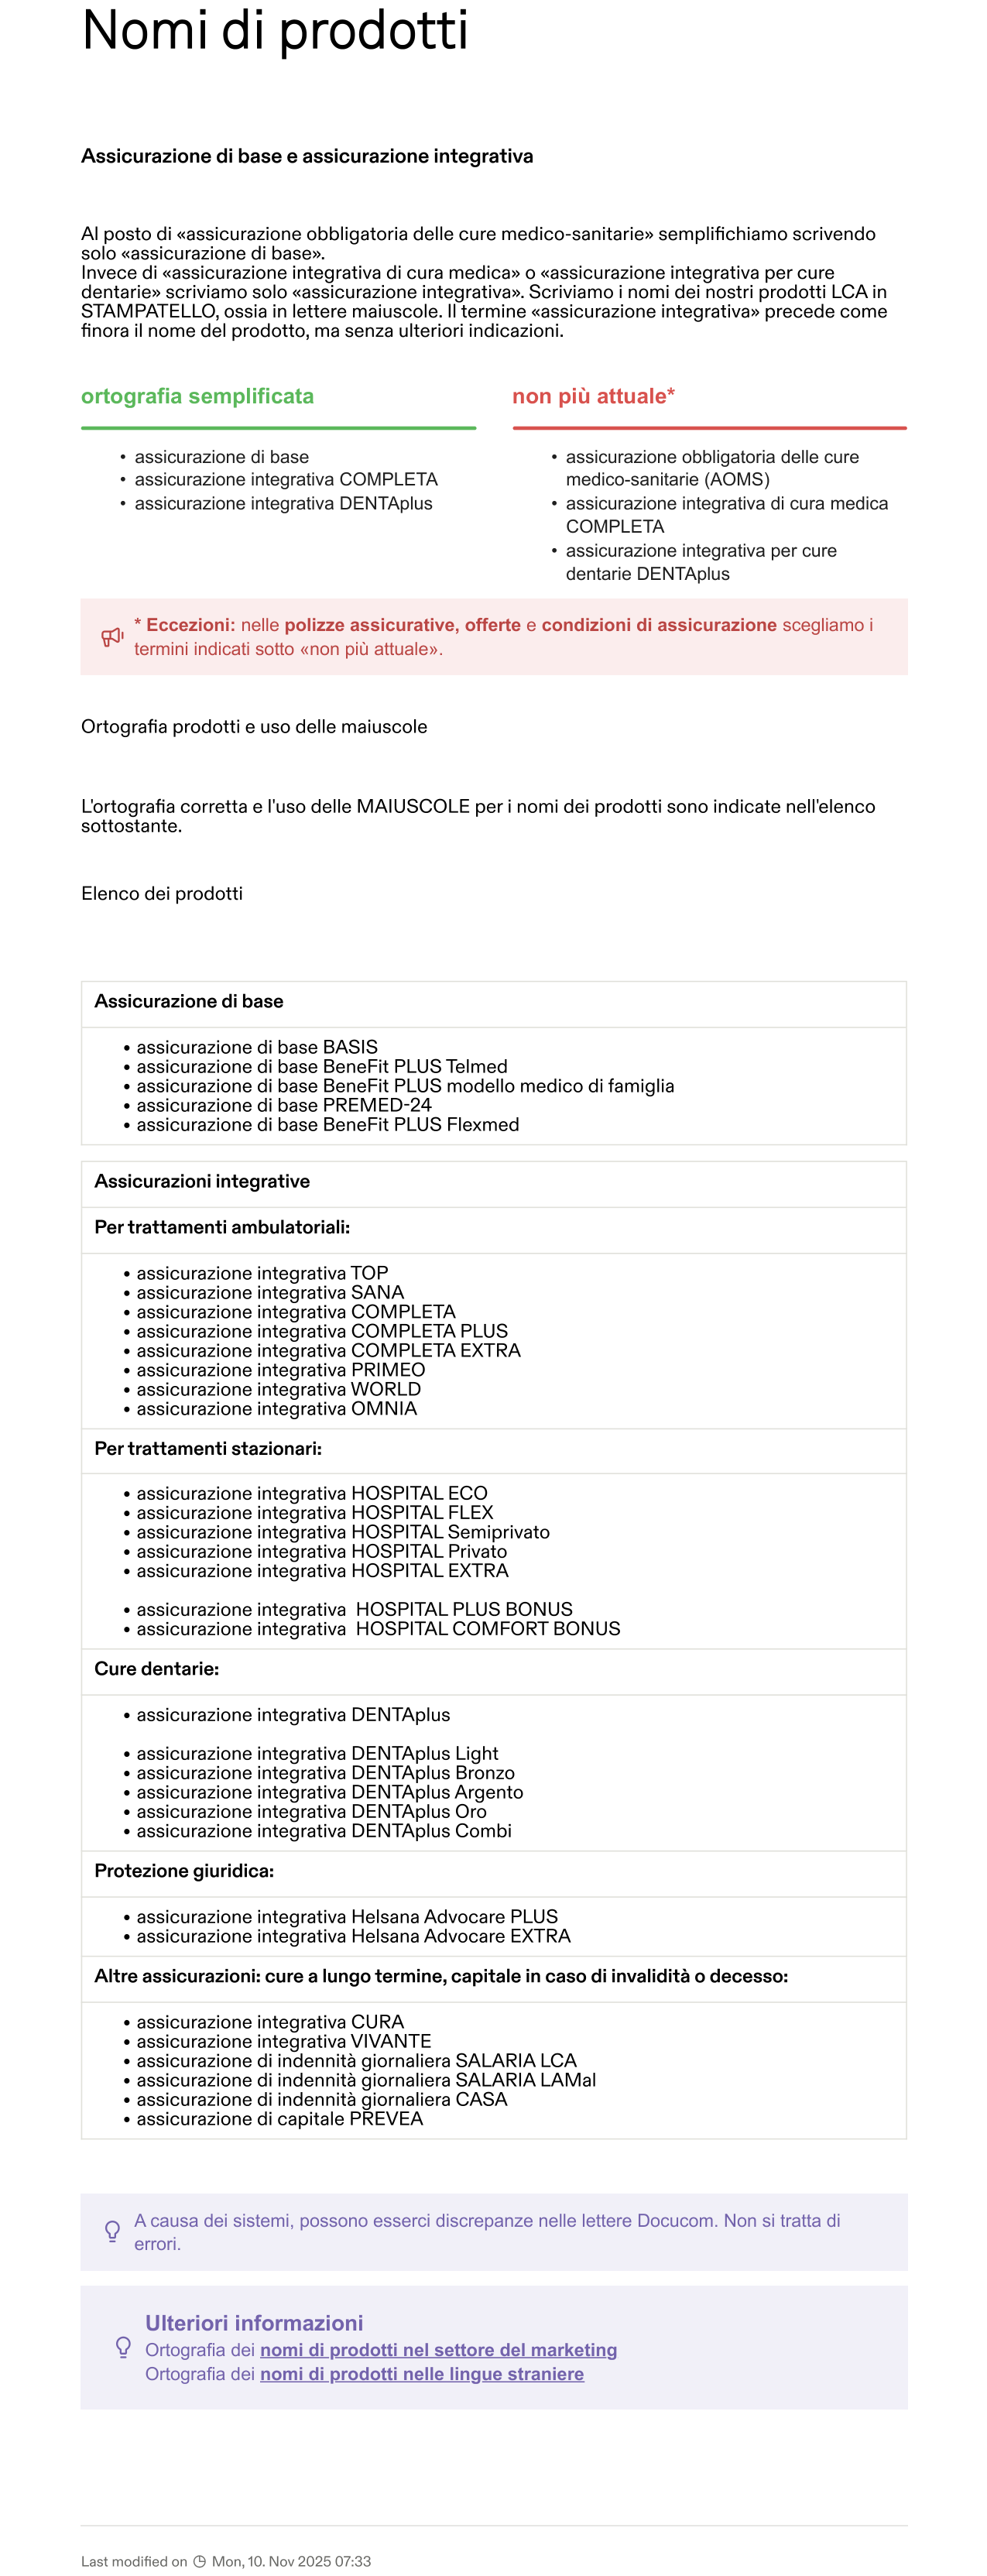 Nomi di prodotti
Assicurazione di base e assicurazione integrativa
Al posto di «assicurazione obbligatoria delle cure medico-sanitarie» semplifichiamo scrivendo
solo «assicurazione di base».
Invece di «assicurazione integrativa di cura medica» o «assicurazione integrativa per cure
dentarie» scriviamo solo «assicurazione integrativa». Scriviamo i nomi dei nostri prodotti LCA in
STAMPATELLO, ossia in lettere maiuscole. Il termine «assicurazione integrativa» precede come
finora il nome del prodotto, ma senza ulteriori indicazioni.
ortografia semplificata
• assicurazione di base
• assicurazione integrativa COMPLETA
• assicurazione integrativa DENTAplus
non più attuale*
• assicurazione obbligatoria delle cure
medico-sanitarie (AOMS)
• assicurazione integrativa di cura medica
COMPLETA
• assicurazione integrativa per cure
dentarie DENTAplus
* Eccezioni: nelle polizze assicurative, offerte e condizioni di assicurazione scegliamo i
termini indicati sotto «non più attuale».
Ortografia prodotti e uso delle maiuscole
L'ortografia corretta e l'uso delle MAIUSCOLE per i nomi dei prodotti sono indicate nell'elenco
sottostante.
Elenco dei prodotti
Assicurazione di base
• assicurazione di base BASIS
• assicurazione di base BeneFit PLUS Telmed
• assicurazione di base BeneFit PLUS modello medico di famiglia
• assicurazione di base PREMED-24
• assicurazione di base BeneFit PLUS Flexmed
Assicurazioni integrative
Per trattamenti ambulatoriali:
• assicurazione integrativa TOP
• assicurazione integrativa SANA
• assicurazione integrativa COMPLETA
• assicurazione integrativa COMPLETA PLUS
• assicurazione integrativa COMPLETA EXTRA
• assicurazione integrativa PRIMEO
• assicurazione integrativa WORLD
• assicurazione integrativa OMNIA
Per trattamenti stazionari:
• assicurazione integrativa HOSPITAL ECO
• assicurazione integrativa HOSPITAL FLEX
• assicurazione integrativa HOSPITAL Semiprivato
• assicurazione integrativa HOSPITAL Privato
• assicurazione integrativa HOSPITAL EXTRA
• assicurazione integrativa  HOSPITAL PLUS BONUS
• assicurazione integrativa  HOSPITAL COMFORT BONUS
Cure dentarie:
• assicurazione integrativa DENTAplus
• assicurazione integrativa DENTAplus Light
• assicurazione integrativa DENTAplus Bronzo
• assicurazione integrativa DENTAplus Argento
• assicurazione integrativa DENTAplus Oro
• assicurazione integrativa DENTAplus Combi
Protezione giuridica:
• assicurazione integrativa Helsana Advocare PLUS
• assicurazione integrativa Helsana Advocare EXTRA
Altre assicurazioni: cure a lungo termine, capitale in caso di invalidità o decesso:
• assicurazione integrativa CURA
• assicurazione integrativa VIVANTE
• assicurazione di indennità giornaliera SALARIA LCA
• assicurazione di indennità giornaliera SALARIA LAMal
• assicurazione di indennità giornaliera CASA
• assicurazione di capitale PREVEA
A causa dei sistemi, possono esserci discrepanze nelle lettere Docucom. Non si tratta di
errori.
Ulteriori informazioni
Ortografia dei nomi di prodotti nel settore del marketing
Ortografia dei nomi di prodotti nelle lingue straniere
Last modified on Mon, 10. Nov 2025 07:33